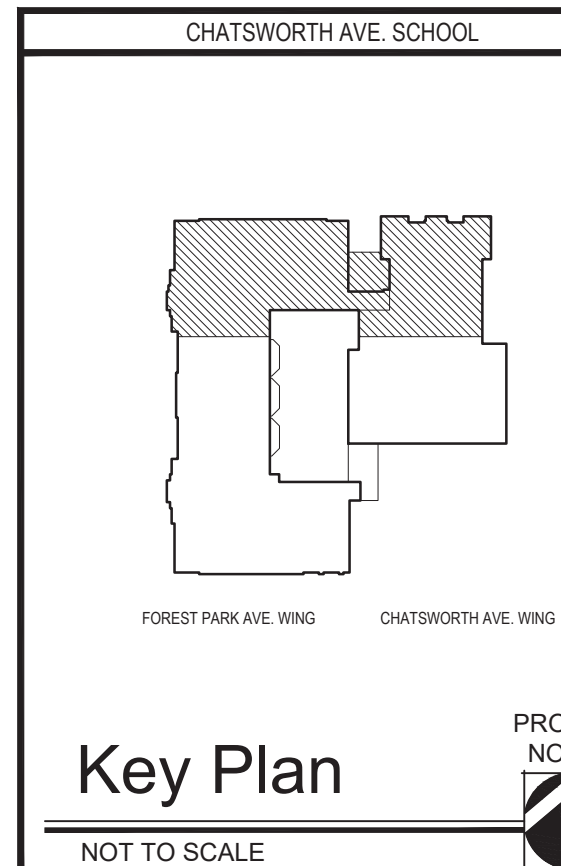 CHATSWORTH AVE. SCHOOL
FOREST PARK AVE. WING
CHATSWORTH AVE. WING
Key Plan
NOT TO SCALE